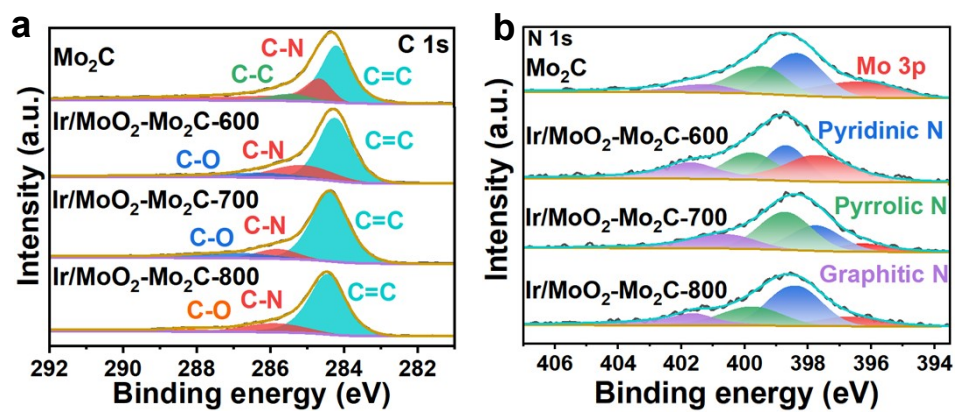 a
C 1s
Mo₂C
C-N
C-C
C=C
Ir/MoO₂-Mo₂C-600
C-O
C-N
C=C
Ir/MoO₂-Mo₂C-700
C-O
C-N
C=C
Ir/MoO₂-Mo₂C-800
C-O
C-N
C=C
Intensity (a.u.)
292 290 288 286 284 282
Binding energy (eV)
b
N 1s
Mo₂C
Mo 3p
Ir/MoO₂-Mo₂C-600
Pyridinic N
Ir/MoO₂-Mo₂C-700
Pyrrolic N
Ir/MoO₂-Mo₂C-800
Graphitic N
Intensity (a.u.)
406 404 402 400 398 396 394
Binding energy (eV)